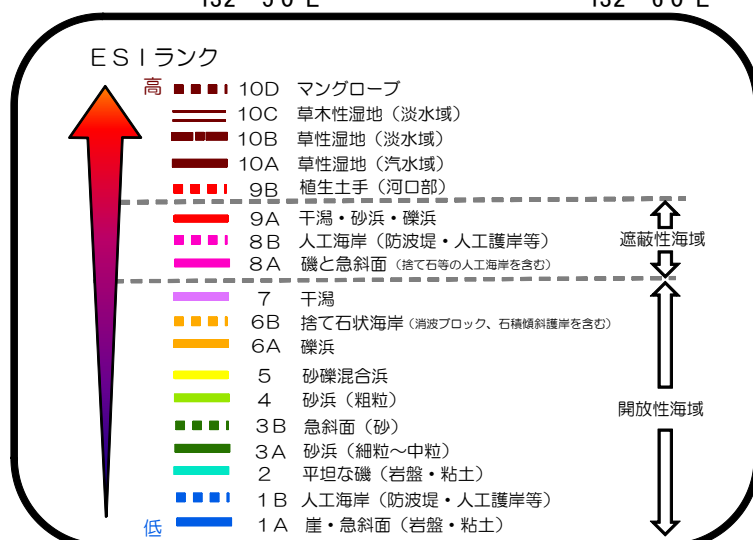 ESIランク
高
10D マングローブ
10C 草木性湿地（淡水域）
10B 草性湿地（淡水域）
10A 草性湿地（汽水域）
9B 植生土手（河口部）
9A 干潟・砂浜・礫浜
8B 人工海岸（防波堤・人工護岸等）
8A 磯と急斜面（捨て石等の人工海岸を含む）
遮蔽性海域
7 干潟
6B 捨て石状海岸（消波ブロック、石積傾斜護岸を含む）
6A 礫浜
5 砂礫混合浜
4 砂浜（粗粒）
3B 急斜面（砂）
3A 砂浜（細粒～中粒）
2 平坦な磯（岩盤・粘土）
1B 人工海岸（防波堤・人工護岸等）
1A 崖・急斜面（岩盤・粘土）
低
開放性海域